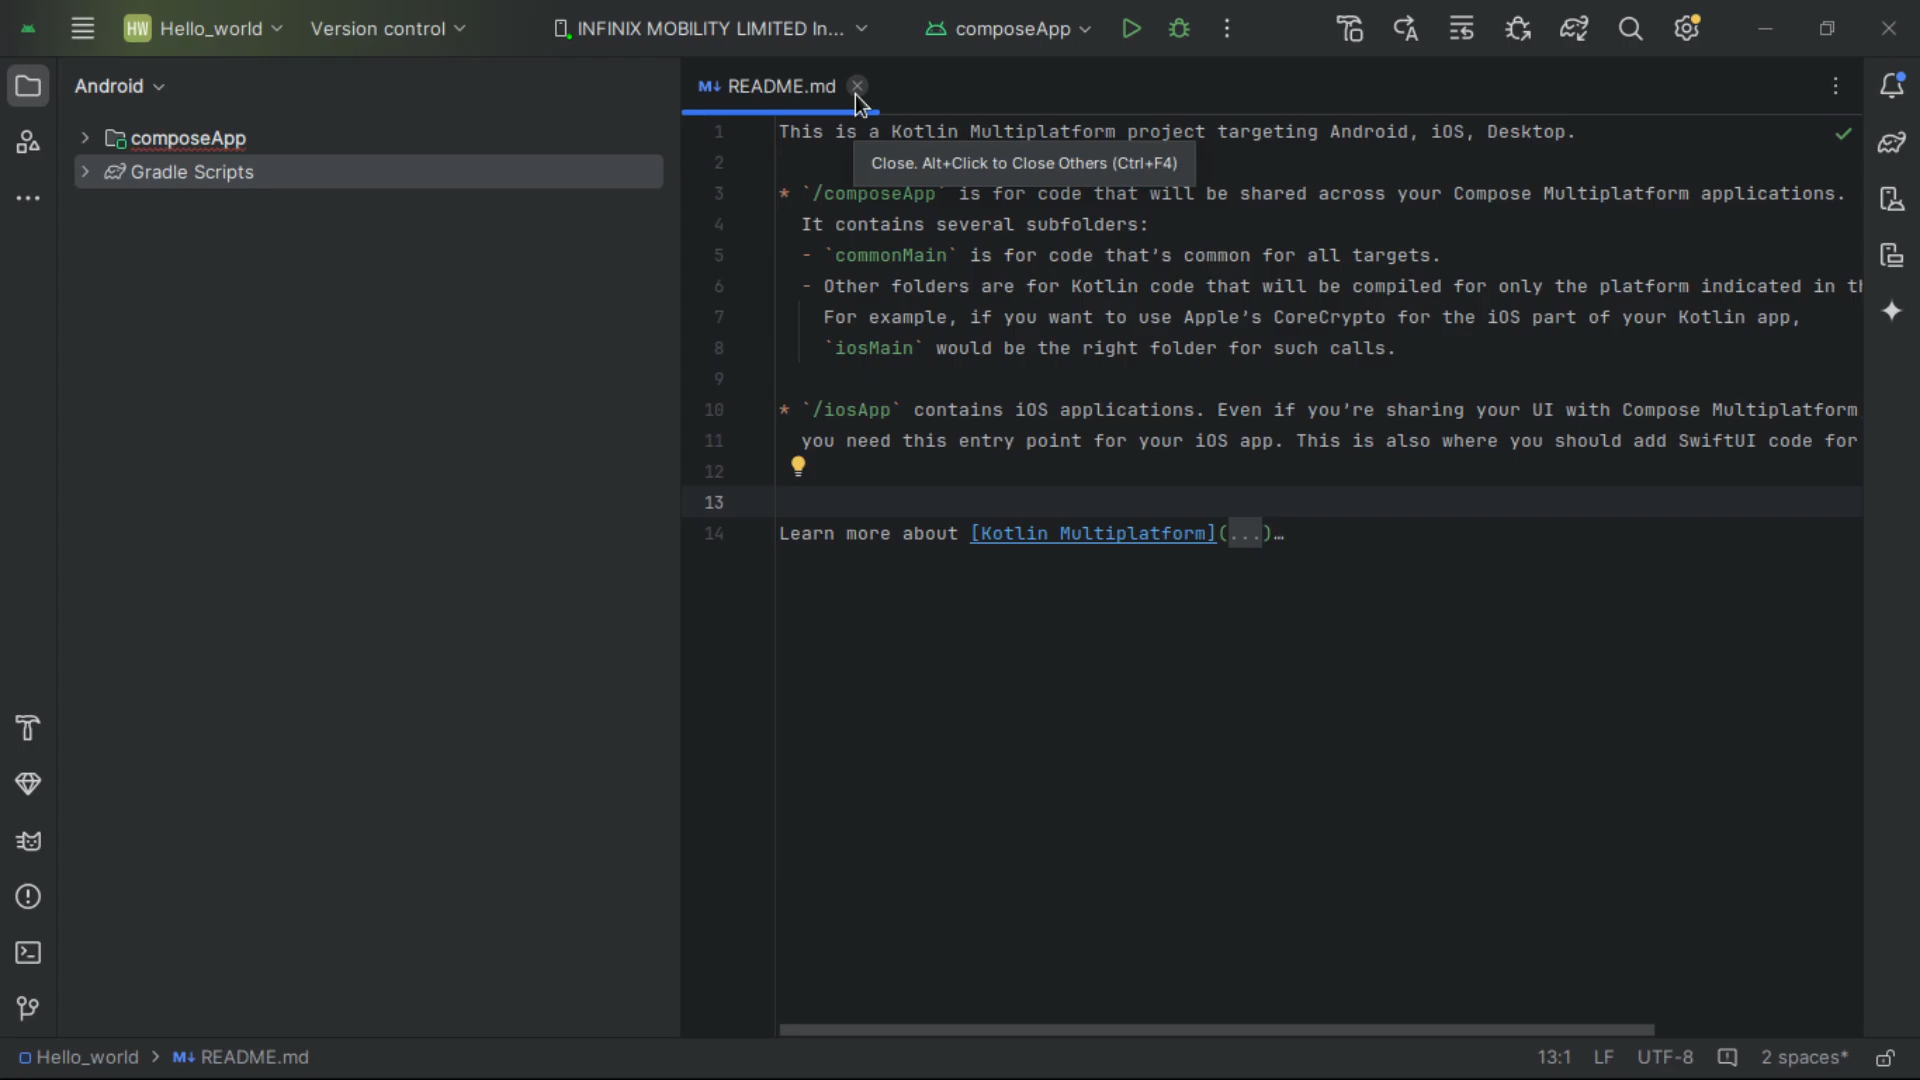 HW Hello_world
Version control
INFINIX MOBILITY LIMITED In...
composeApp
Android
M↓ README.md
composeApp
Gradle Scripts
Close. Alt+Click to Close Others (Ctrl+F4)
1 This is a Kotlin Multiplatform project targeting Android, iOS, Desktop.
2
3 * `/composeApp` is for code that will be shared across your Compose Multiplatform applications.
4 It contains several subfolders:
5 - `commonMain` is for code that's common for all targets.
6 - Other folders are for Kotlin code that will be compiled for only the platform indicated in th
7 For example, if you want to use Apple's CoreCrypto for the iOS part of your Kotlin app,
8 `iosMain` would be the right folder for such calls.
9
10 * `/iosApp` contains iOS applications. Even if you're sharing your UI with Compose Multiplatform
11 you need this entry point for your iOS app. This is also where you should add SwiftUI code for
12
13
14 Learn more about [Kotlin Multiplatform](...)…
Hello_world > M↓ README.md
13:1 LF UTF-8 2 spaces*